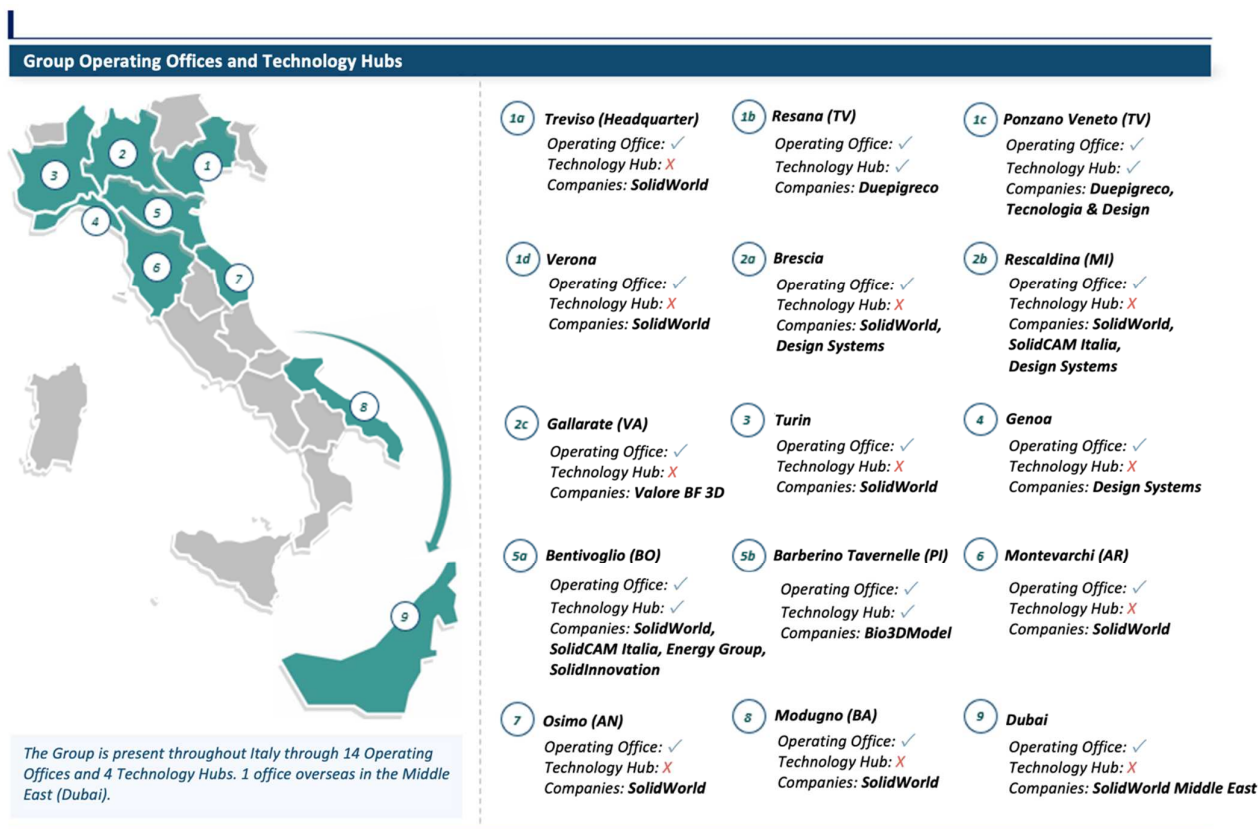 Group Operating Offices and Technology Hubs
1
2
3
4
5
6
7
8
9
The Group is present throughout Italy through 14 Operating
Offices and 4 Technology Hubs. 1 office overseas in the Middle
East (Dubai).
1a Treviso (Headquarter)
Operating Office: ✓
Technology Hub: X
Companies: SolidWorld
1b Resana (TV)
Operating Office: ✓
Technology Hub: ✓
Companies: Duepigreco
1c Ponzano Veneto (TV)
Operating Office: ✓
Technology Hub: ✓
Companies: Duepigreco,
Tecnologia & Design
1d Verona
Operating Office: ✓
Technology Hub: X
Companies: SolidWorld
2a Brescia
Operating Office: ✓
Technology Hub: X
Companies: SolidWorld,
Design Systems
2b Rescaldina (MI)
Operating Office: ✓
Technology Hub: X
Companies: SolidWorld,
SolidCAM Italia,
Design Systems
2c Gallarate (VA)
Operating Office: ✓
Technology Hub: X
Companies: Valore BF 3D
3 Turin
Operating Office: ✓
Technology Hub: X
Companies: SolidWorld
4 Genoa
Operating Office: ✓
Technology Hub: X
Companies: Design Systems
5a Bentivoglio (BO)
Operating Office: ✓
Technology Hub: ✓
Companies: SolidWorld,
SolidCAM Italia, Energy Group,
SolidInnovation
5b Barberino Tavernelle (PI)
Operating Office: ✓
Technology Hub: ✓
Companies: Bio3DModel
6 Montevarchi (AR)
Operating Office: ✓
Technology Hub: X
Companies: SolidWorld
7 Osimo (AN)
Operating Office: ✓
Technology Hub: X
Companies: SolidWorld
8 Modugno (BA)
Operating Office: ✓
Technology Hub: X
Companies: SolidWorld
9 Dubai
Operating Office: ✓
Technology Hub: X
Companies: SolidWorld Middle East